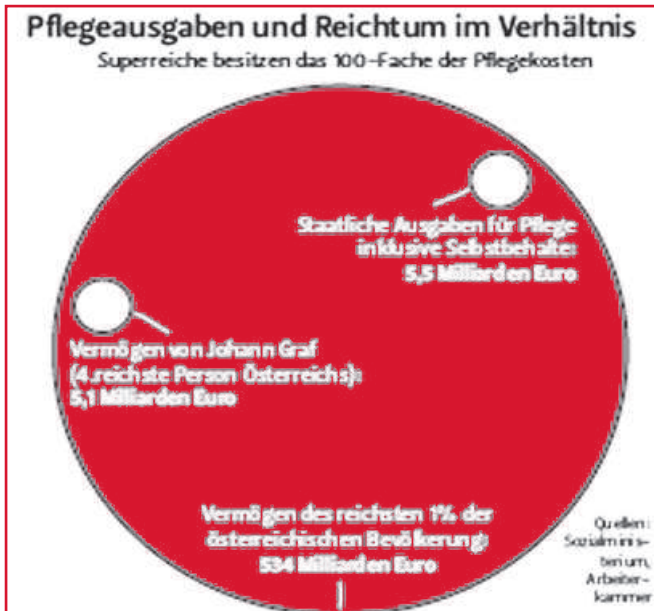 Pflegeausgaben und Reichtum im Verhältnis
Superreiche besitzen das 100-Fache der Pflegekosten
Staatliche Ausgaben für Pflege
inklusive Selbstbehalte:
5,5 Milliarden Euro
Vermögen von Johann Graf
(4.reichste Person Österreichs):
5,1 Milliarden Euro
Vermögen des reichsten 1% der
österreichischen Bevölkerung:
534 Milliarden Euro
Quellen:
Sozialminis-
terium,
Arbeiter-
kammer